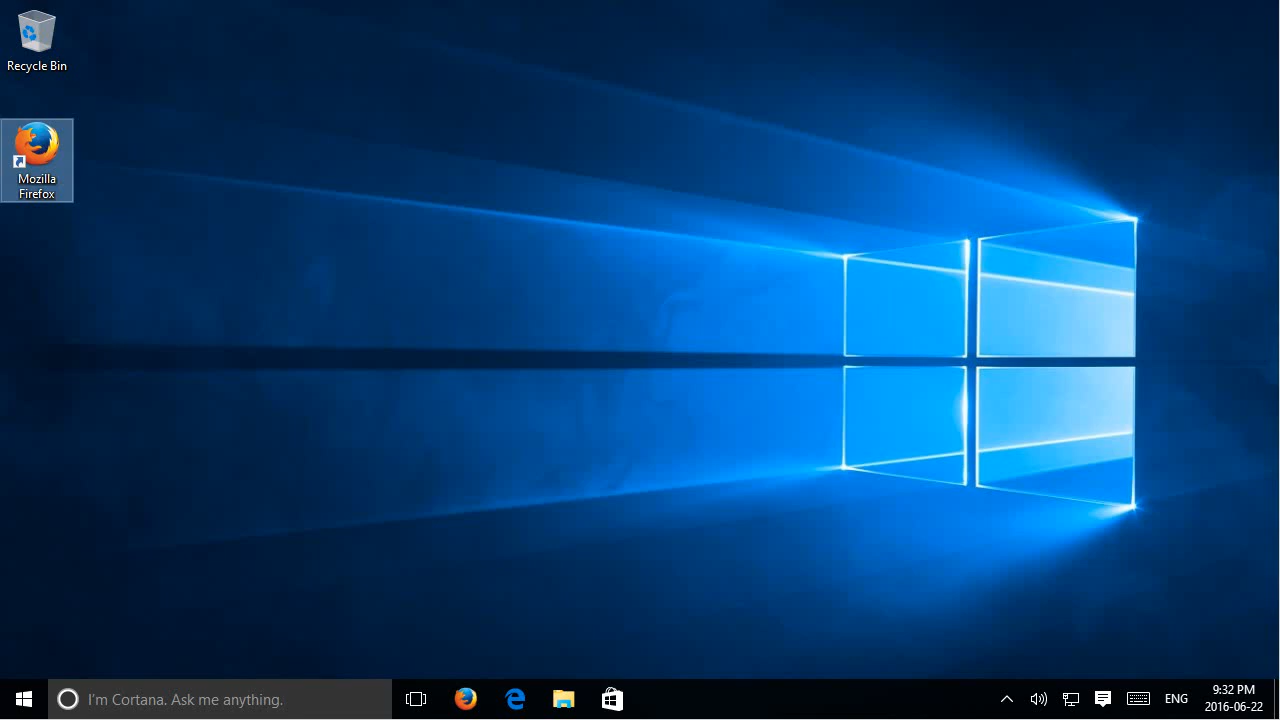 Recycle Bin
Mozilla
Firefox
I'm Cortana. Ask me anything.
ENG
9:32 PM
2016-06-22